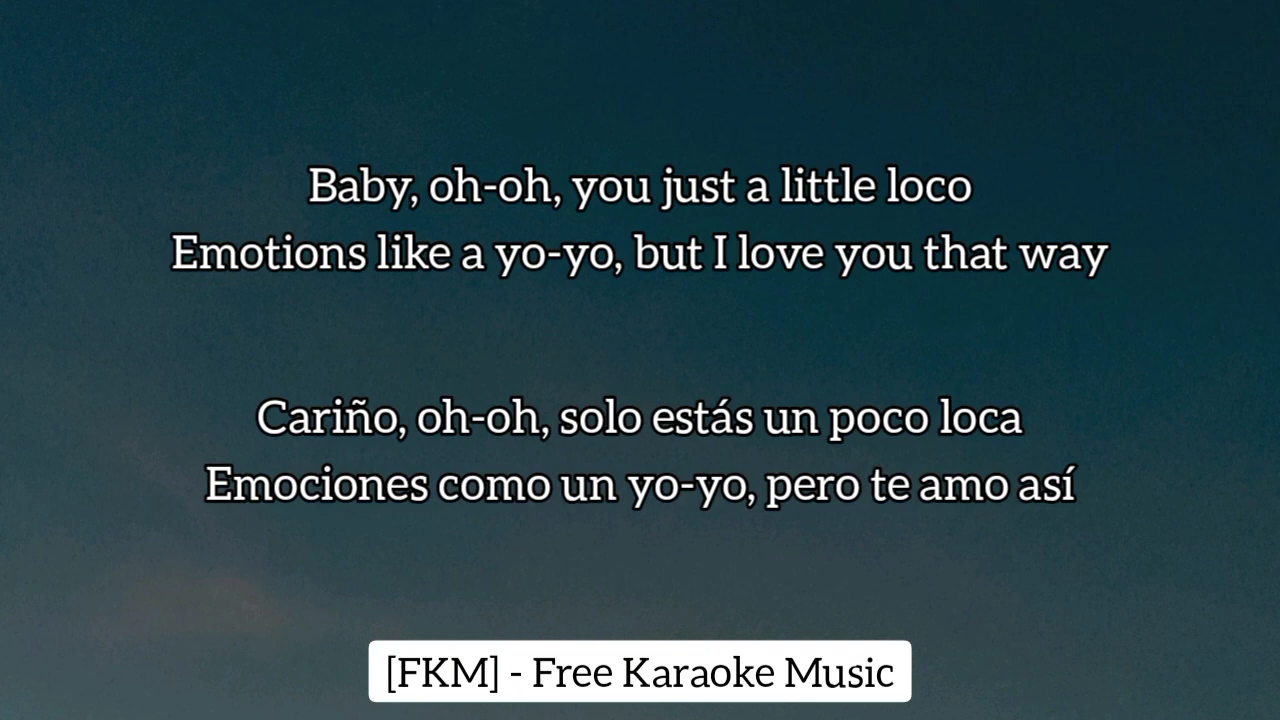 Baby, oh-oh, you just a little loco
Emotions like a yo-yo, but I love you that way
Cariño, oh-oh, solo estás un poco loca
Emociones como un yo-yo, pero te amo así
[FKM] - Free Karaoke Music